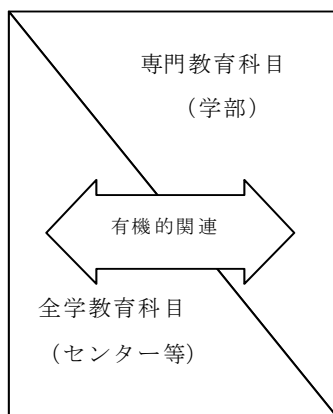 専門教育科目
（学部）
有機的関連
全学教育科目
（センター等）